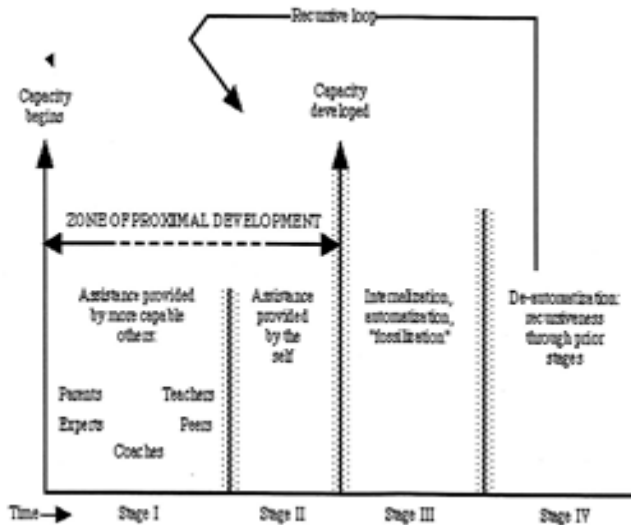 Recursive loop
Capacity
begins
Capacity
developed
ZONE OF PROXIMAL DEVELOPMENT
Assistance provided
by more capable
others:
Parents Teachers
Experts Peers
Coaches
Assistance
provided
by the
self
Internalization,
automatization,
"fossilization"
De-automatization:
recursiveness
through prior
stages
Time Stage I Stage II Stage III Stage IV